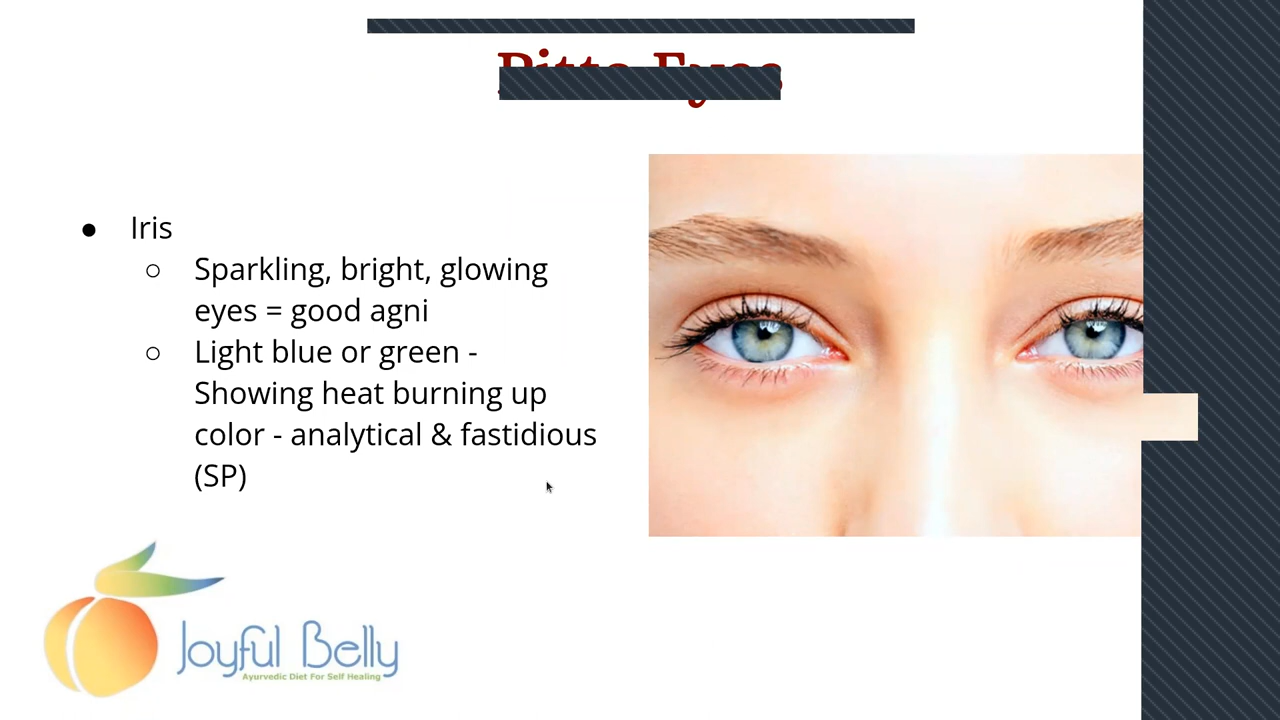 Iris
Sparkling, bright, glowing
eyes = good agni
Light blue or green -
Showing heat burning up
color - analytical & fastidious
(SP)
Joyful Belly
Ayurvedic Diet For Self Healing